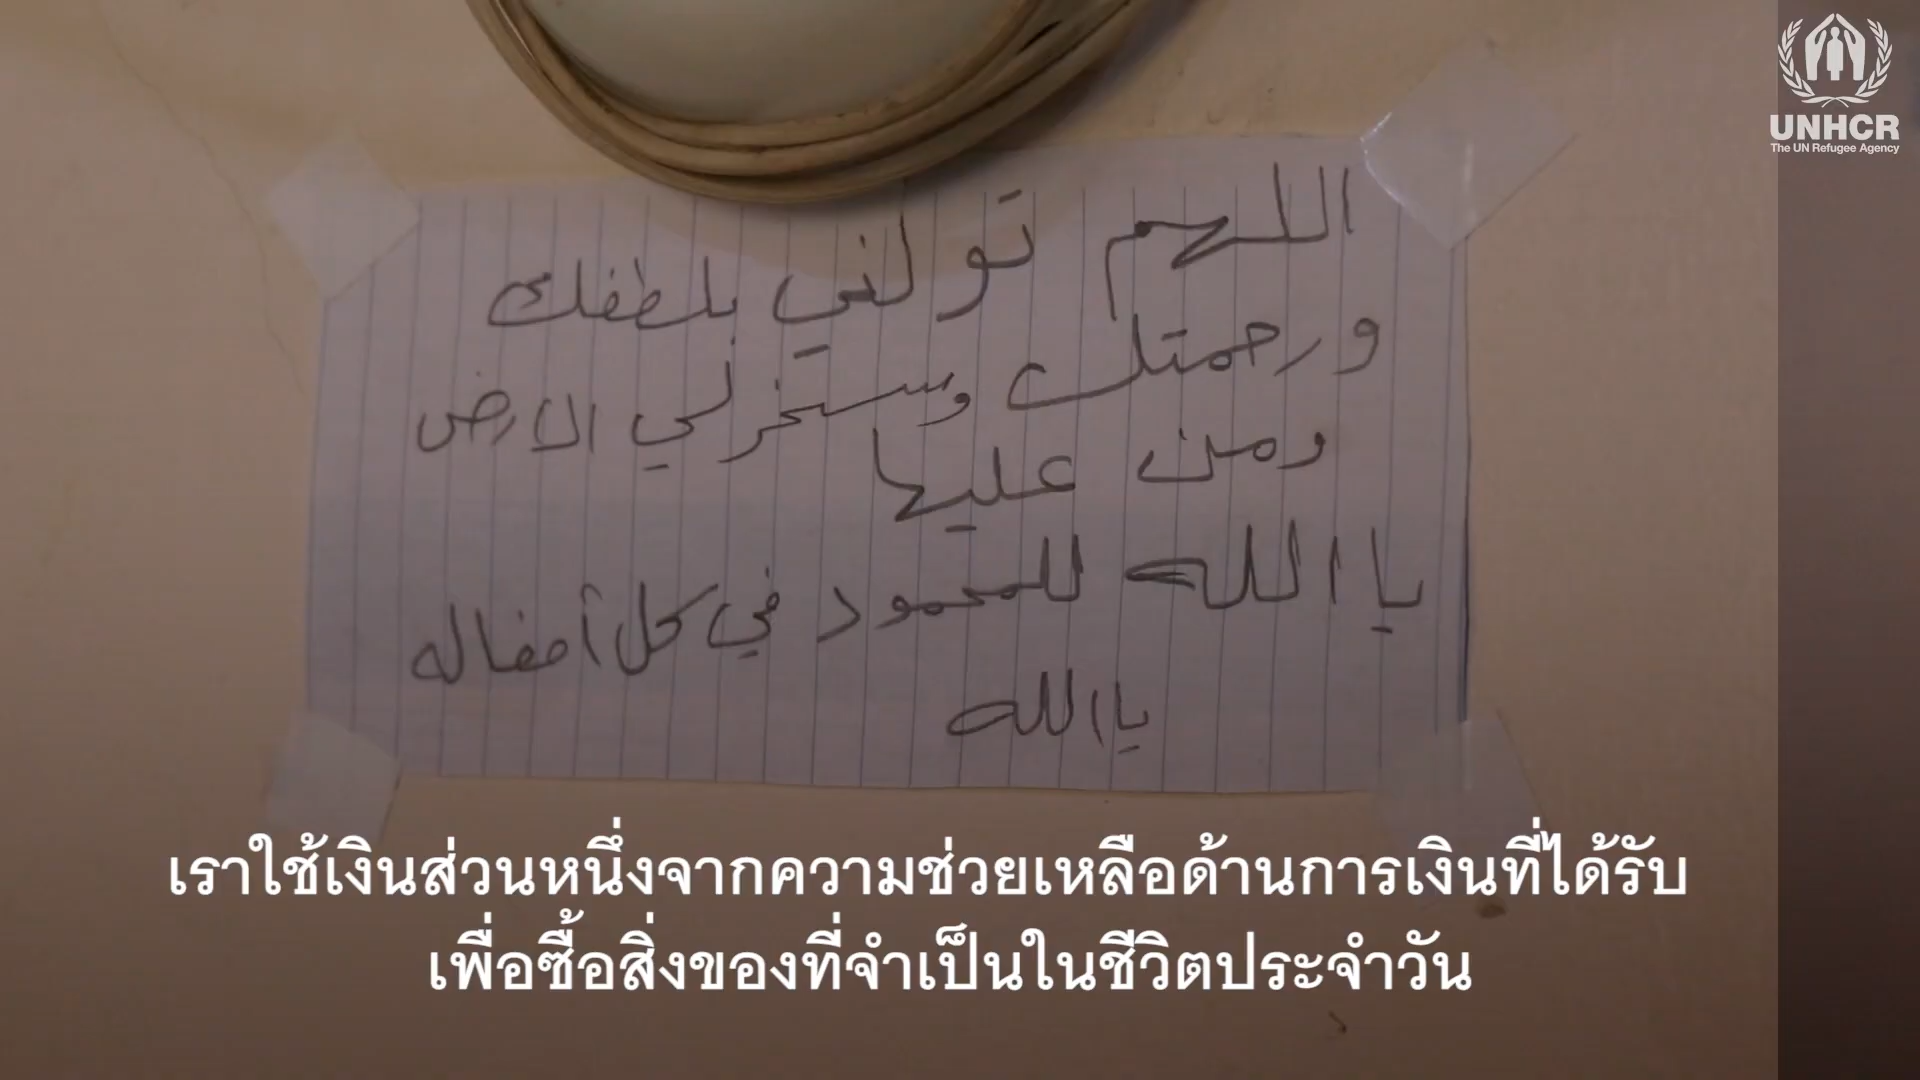 UNHCR
The UN Refugee Agency
اللهم تولني بلطفك
ورحمتك وسخر لي الارض
ومن عليها
يا الله للمحمود في كل أفعاله
يا الله
เราใช้เงินส่วนหนึ่งจากความช่วยเหลือด้านการเงินที่ได้รับ
เพื่อซื้อสิ่งของที่จำเป็นในชีวิตประจำวัน